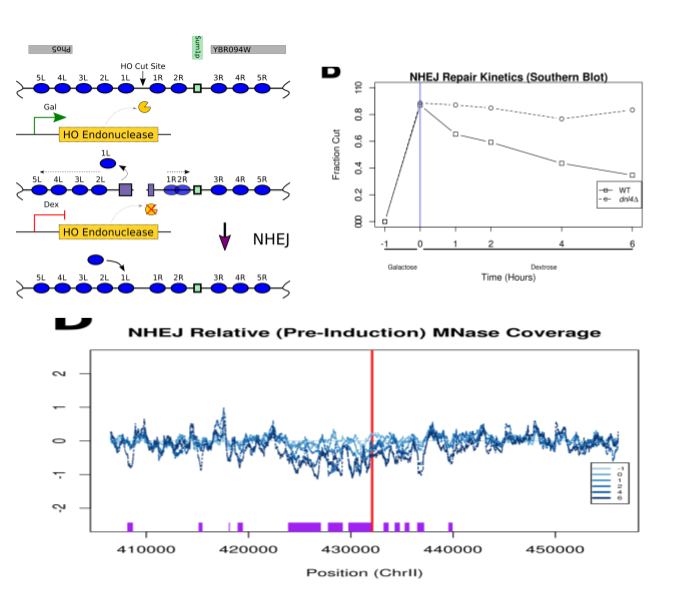 Pho5
Sum1p
YBR094W
HO Cut Site
5L 4L 3L 2L 1L 1R 2R 3R 4R 5R
Gal
HO Endonuclease
1L
5L 4L 3L 2L 1R 2R 3R 4R 5R
Dex
HO Endonuclease
NHEJ
5L 4L 3L 2L 1L 1R 2R 3R 4R 5R
NHEJ Repair Kinetics (Southern Blot)
Fraction Cut
0.8
0.6
0.4
0.2
WT
dnl4Δ
-1 0 1 2 4 6
Galactose
Dextrose
Time (Hours)
D
NHEJ Relative (Pre-Induction) MNase Coverage
2
1
0
-1
-2
-1
0
1
2
4
6
410000 420000 430000 440000 450000
Position (ChrII)